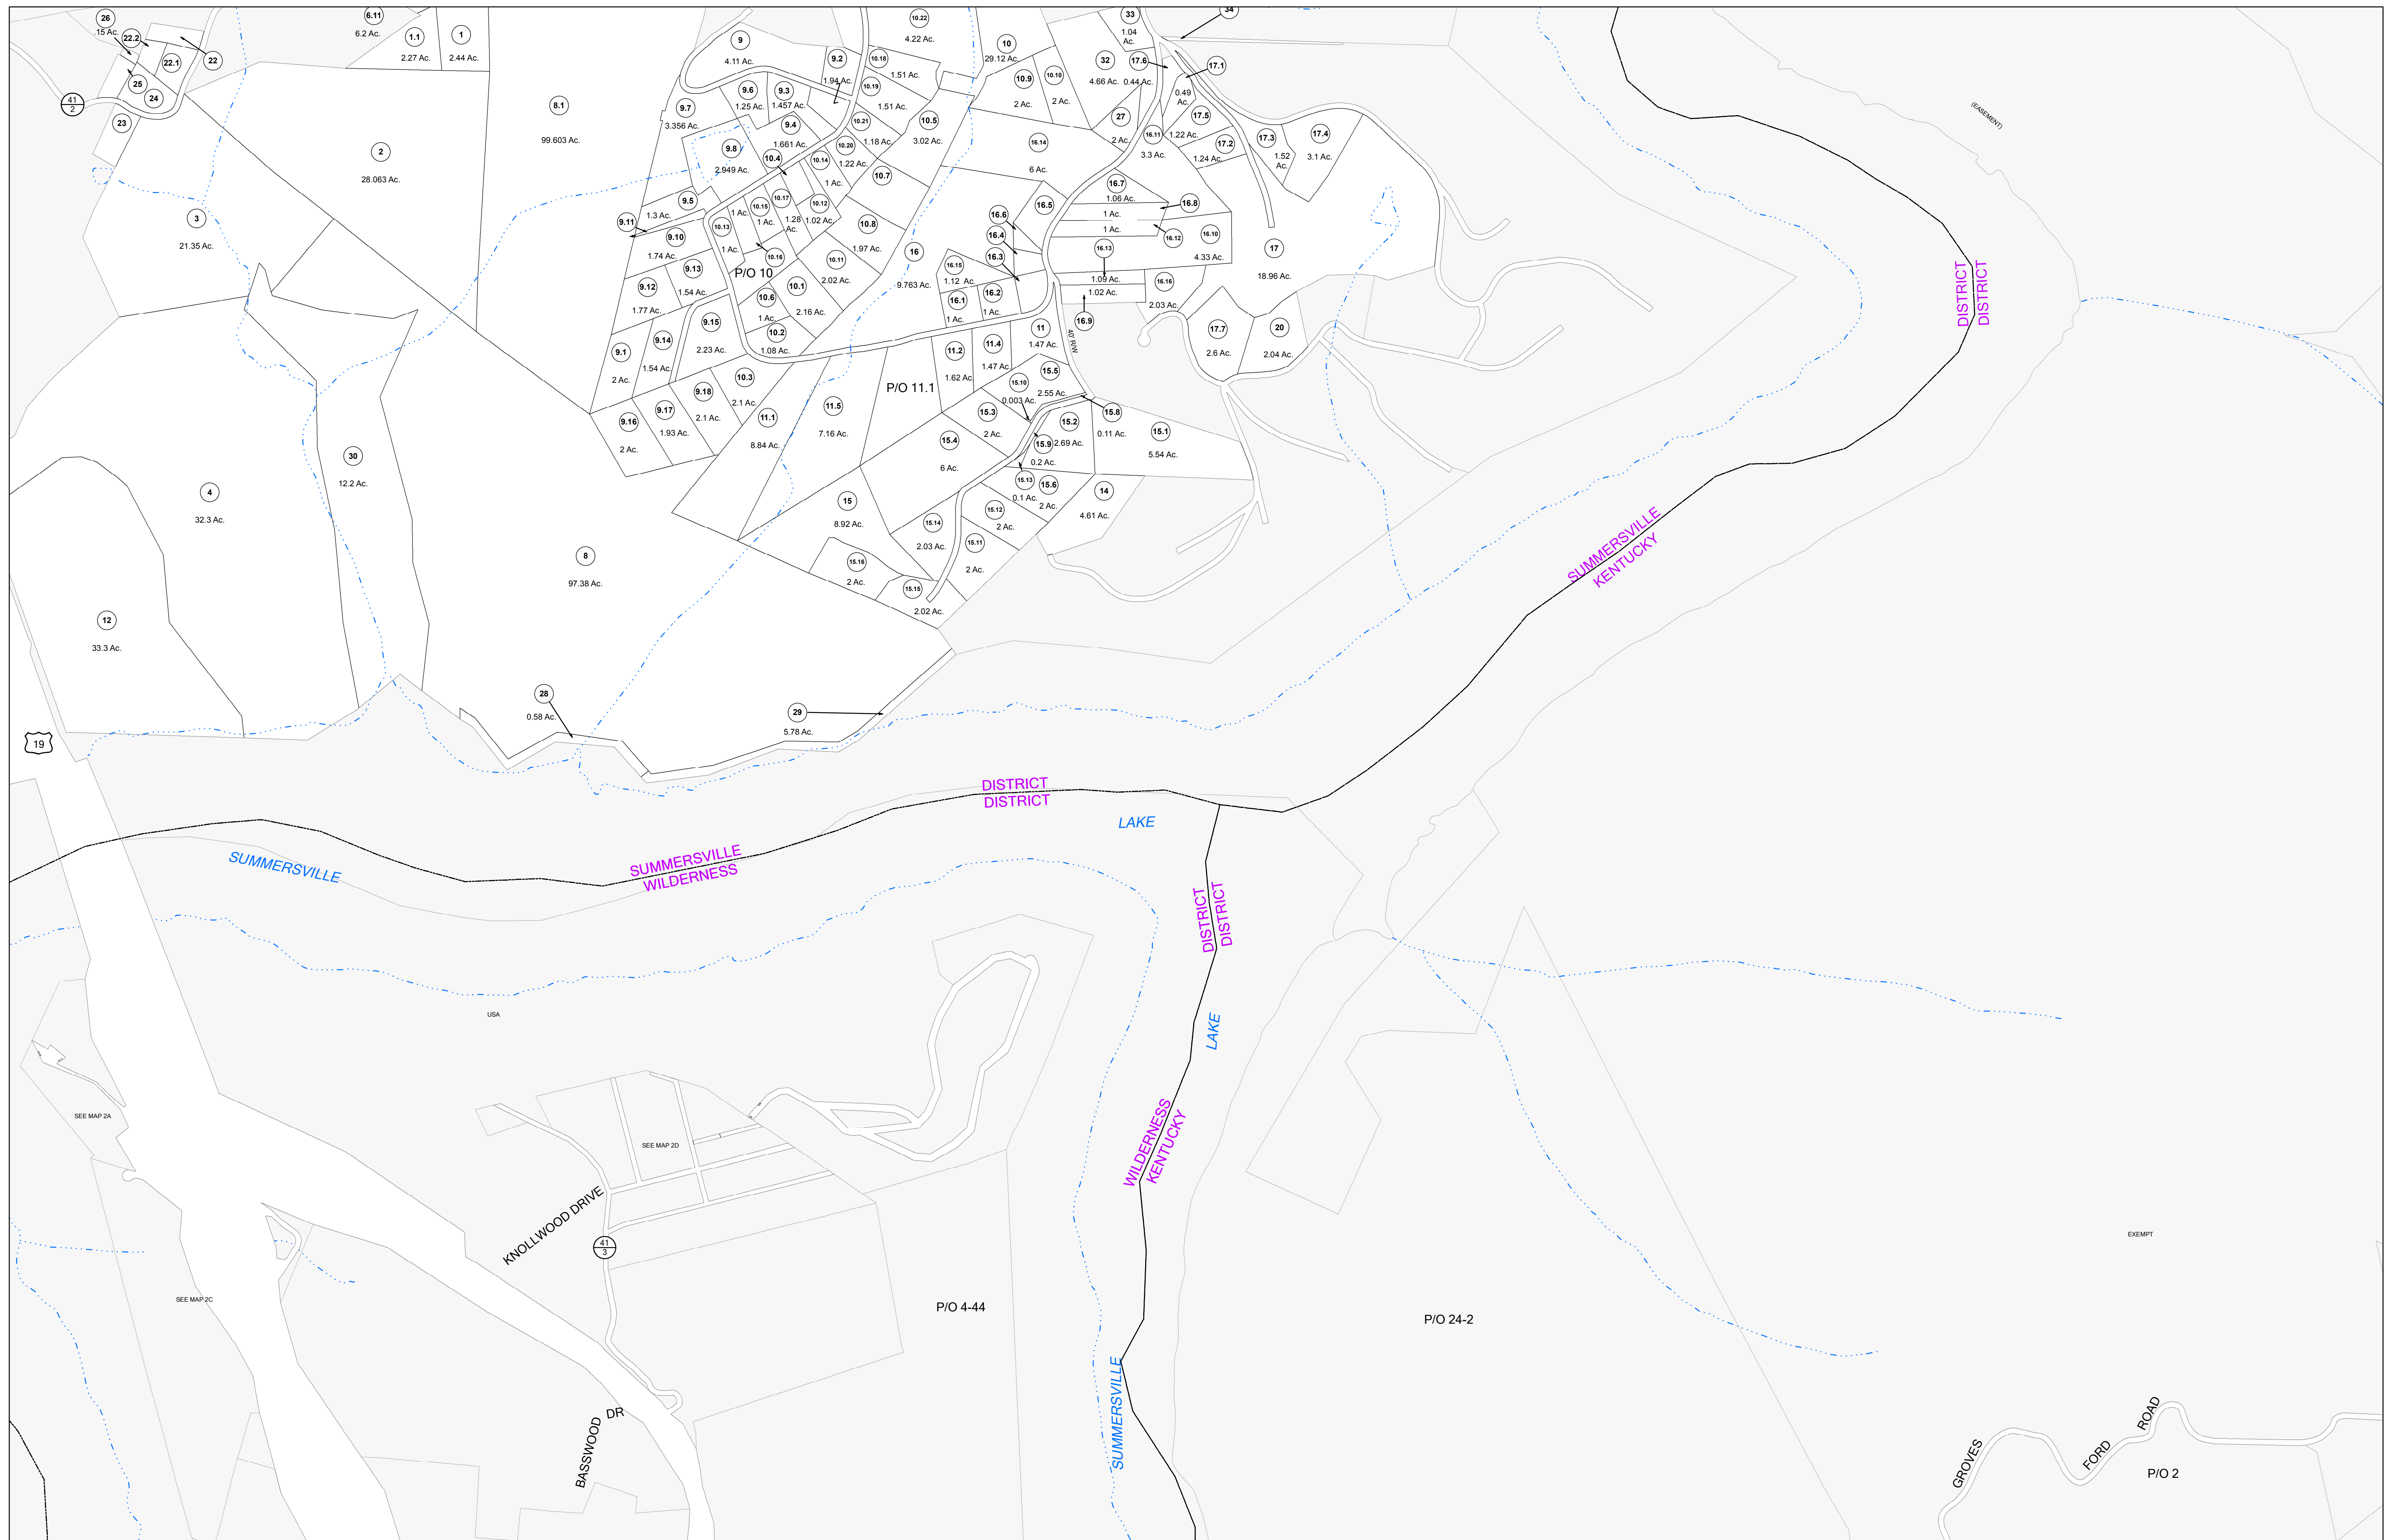 26
.15 Ac.
22.2
22
22.1
25
24
23
41
2
6.11
6.2 Ac.
1.1
2.27 Ac.
1
2.44 Ac.
2
28.063 Ac.
3
21.35 Ac.
8.1
99.603 Ac.
9
4.11 Ac.
9.2
1.94 Ac.
9.6
1.25 Ac.
9.3
1.457 Ac.
9.7
3.356 Ac.
9.4
1.661 Ac.
9.8
2.949 Ac.
9.5
1.3 Ac.
9.11
9.10
1.74 Ac.
9.13
1.54 Ac.
9.12
1.77 Ac.
9.15
2.23 Ac.
9.14
1.54 Ac.
9.1
2 Ac.
9.16
2 Ac.
9.17
1.93 Ac.
9.18
2.1 Ac.
10.22
4.22 Ac.
10.18
1.51 Ac.
10.19
1.51 Ac.
10.21
1.18 Ac.
10.20
1.22 Ac.
10.5
3.02 Ac.
10.7
10.4
10.14
1 Ac.
10.17
1.28
Ac.
10.12
1.02 Ac.
10.15
1 Ac.
10.13
1 Ac.
1 Ac.
10.16
P/O 10
10.8
1.97 Ac.
10.11
2.02 Ac.
10.1
2.16 Ac.
10.6
1 Ac.
10.2
1.08 Ac.
10.3
2.1 Ac.
10
29.12 Ac.
10.9
2 Ac.
10.10
2 Ac.
33
1.04
Ac.
34
32
4.66 Ac.
17.6
0.44 Ac.
17.1
0.49
Ac.
27
2 Ac.
17.5
1.22 Ac.
16.11
3.3 Ac.
17.2
1.24 Ac.
17.3
1.52
Ac.
17.4
3.1 Ac.
16.14
6 Ac.
16.7
1.06 Ac.
16.8
1 Ac.
1 Ac.
16.12
16.5
16.6
16.4
16.3
16.13
1.09 Ac.
1.02 Ac.
16.9
16.10
4.33 Ac.
16.16
2.03 Ac.
16
9.763 Ac.
16.15
1.12 Ac.
16.1
1 Ac.
16.2
1 Ac.
17
18.96 Ac.
17.7
2.6 Ac.
20
2.04 Ac.
11
1.47 Ac.
40' R/W
11.2
1.62 Ac.
11.4
1.47 Ac.
P/O 11.1
11.5
7.16 Ac.
11.1
8.84 Ac.
15.10
0.003 Ac.
15.5
2.55 Ac.
15.8
0.11 Ac.
15.3
2 Ac.
15.2
2.69 Ac.
15.9
0.2 Ac.
15.1
5.54 Ac.
15.4
6 Ac.
15.13
0.1 Ac.
15.6
2 Ac.
14
4.61 Ac.
15
8.92 Ac.
15.12
2 Ac.
15.14
2.03 Ac.
15.11
2 Ac.
15.16
2 Ac.
15.15
2.02 Ac.
30
12.2 Ac.
4
32.3 Ac.
8
97.38 Ac.
12
33.3 Ac.
28
0.58 Ac.
29
5.78 Ac.
19
(EASEMENT)
DISTRICT
DISTRICT
SUMMERSVILLE
KENTUCKY
DISTRICT
DISTRICT
LAKE
SUMMERSVILLE
SUMMERSVILLE
WILDERNESS
DISTRICT
DISTRICT
LAKE
USA
WILDERNESS
KENTUCKY
SEE MAP 2A
SEE MAP 2D
KNOLLWOOD DRIVE
41
3
SEE MAP 2C
P/O 4-44
P/O 24-2
EXEMPT
SUMMERSVILLE
BASSWOOD
DR
GROVES
FORD
ROAD
P/O 2